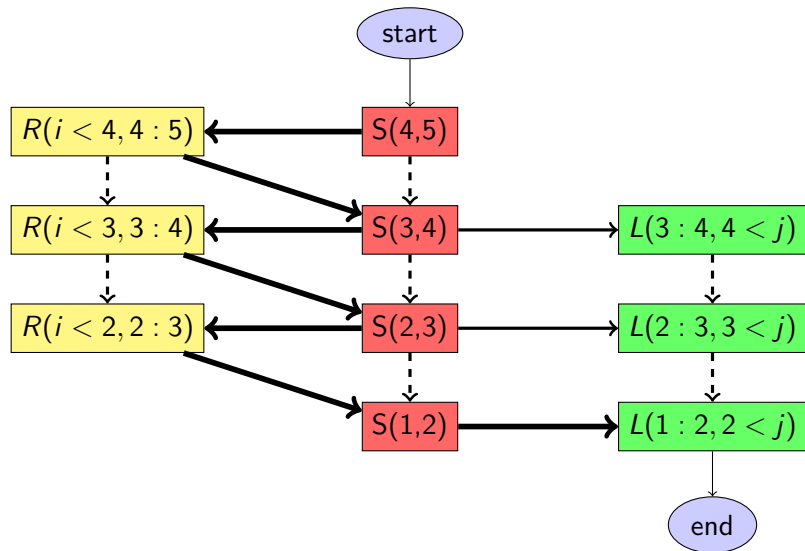 start
R(i < 4, 4 : 5)
S(4,5)
R(i < 3, 3 : 4)
S(3,4)
L(3 : 4, 4 < j)
R(i < 2, 2 : 3)
S(2,3)
L(2 : 3, 3 < j)
S(1,2)
L(1 : 2, 2 < j)
end